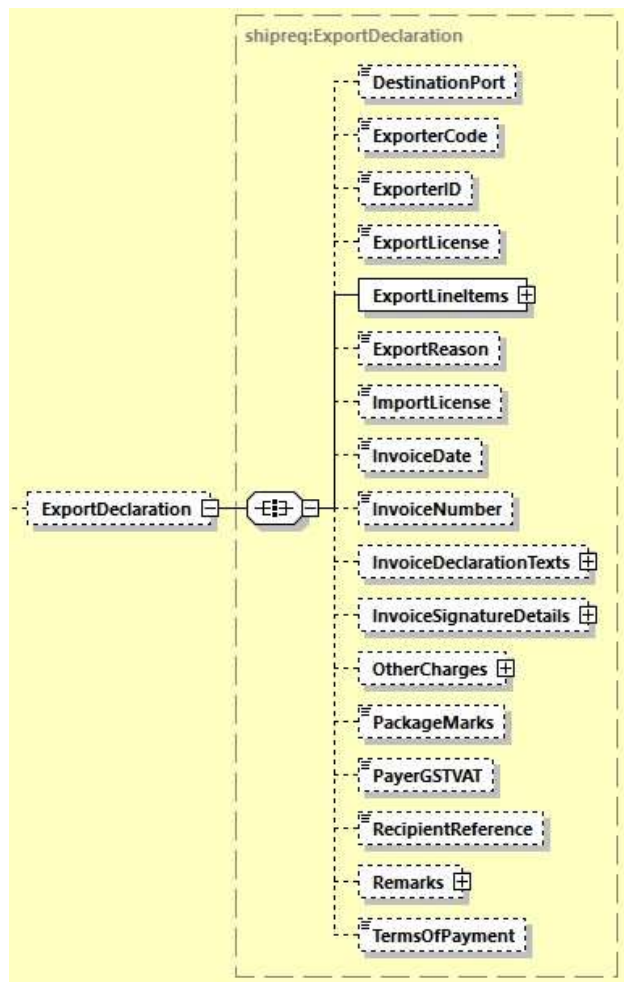 shipreq:ExportDeclaration
DestinationPort
ExporterCode
ExporterID
ExportLicense
ExportLineItems
ExportReason
ImportLicense
InvoiceDate
ExportDeclaration
InvoiceNumber
InvoiceDeclarationTexts
InvoiceSignatureDetails
OtherCharges
PackageMarks
PayerGSTVAT
RecipientReference
Remarks
TermsOfPayment